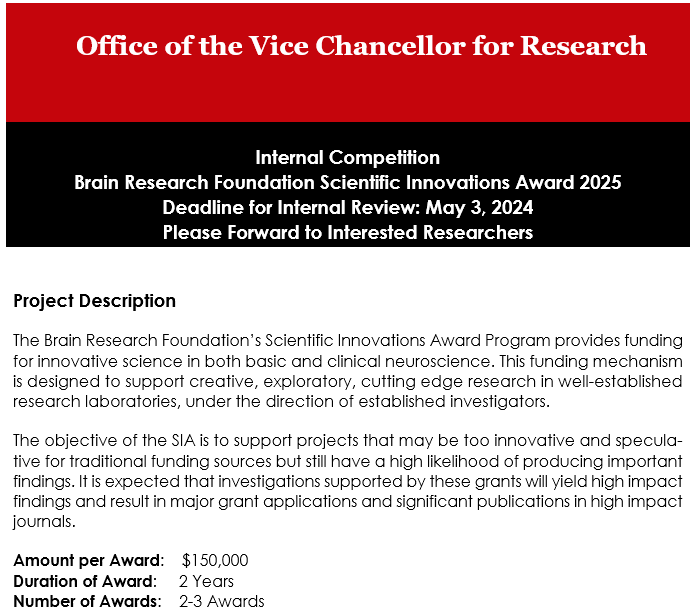 Office of the Vice Chancellor for Research
Internal Competition
Brain Research Foundation Scientific Innovations Award 2025
Deadline for Internal Review: May 3, 2024
Please Forward to Interested Researchers
Project Description
The Brain Research Foundation’s Scientific Innovations Award Program provides funding
for innovative science in both basic and clinical neuroscience. This funding mechanism
is designed to support creative, exploratory, cutting edge research in well-established
research laboratories, under the direction of established investigators.
The objective of the SIA is to support projects that may be too innovative and specula-
tive for traditional funding sources but still have a high likelihood of producing important
findings. It is expected that investigations supported by these grants will yield high impact
findings and result in major grant applications and significant publications in high impact
journals.
Amount per Award: $150,000
Duration of Award: 2 Years
Number of Awards: 2-3 Awards